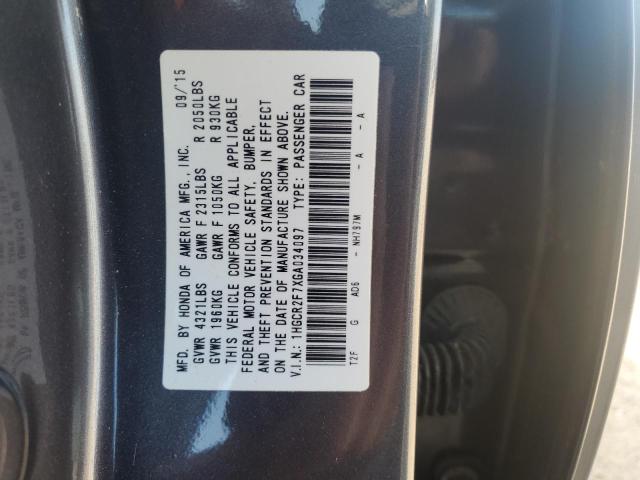 MFD. BY HONDA OF AMERICA MFG., INC. 09/'15
GVWR 4321LBS GAWR F 2315LBS R 2050LBS
GVWR 1960KG GAWR F 1050KG R 930KG
THIS VEHICLE CONFORMS TO ALL APPLICABLE
FEDERAL MOTOR VEHICLE SAFETY, BUMPER,
AND THEFT PREVENTION STANDARDS IN EFFECT
ON THE DATE OF MANUFACTURE SHOWN ABOVE.
V.I.N.: 1HGCR2F7XGA034097 TYPE: PASSENGER CAR
T2F G AD6 - NH797M - A - A